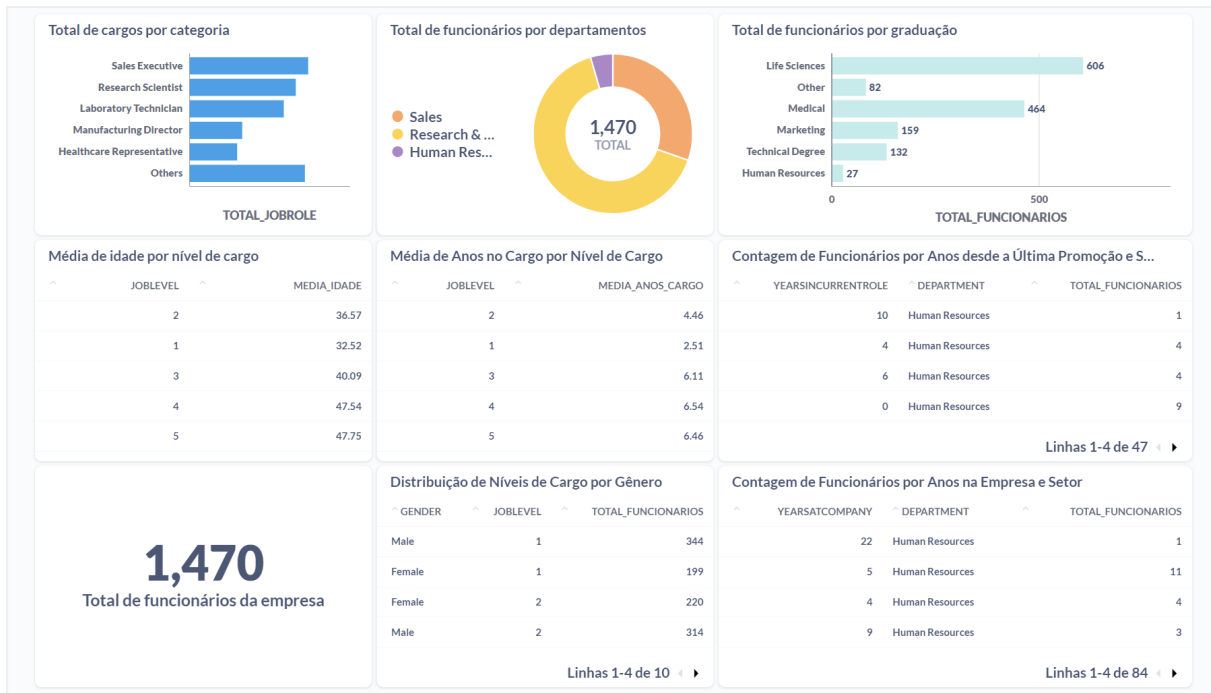 Total de cargos por categoria
Sales Executive
Research Scientist
Laboratory Technician
Manufacturing Director
Healthcare Representative
Others
TOTAL_JOBROLE
Total de funcionários por departamentos
Sales
Research & ...
Human Res...
1,470
TOTAL
Total de funcionários por graduação
Life Sciences 606
Other 82
Medical 464
Marketing 159
Technical Degree 132
Human Resources 27
0 500
TOTAL_FUNCIONARIOS
Média de idade por nível de cargo
JOBLEVEL MEDIA_IDADE
2 36.57
1 32.52
3 40.09
4 47.54
5 47.75
Média de Anos no Cargo por Nível de Cargo
JOBLEVEL MEDIA_ANOS_CARGO
2 4.46
1 2.51
3 6.11
4 6.54
5 6.46
Contagem de Funcionários por Anos desde a Última Promoção e S...
YEARSINCURRENTROLE DEPARTMENT TOTAL_FUNCIONARIOS
10 Human Resources 1
4 Human Resources 4
6 Human Resources 4
0 Human Resources 9
Linhas 1-4 de 47
1,470
Total de funcionários da empresa
Distribuição de Níveis de Cargo por Gênero
GENDER JOBLEVEL TOTAL_FUNCIONARIOS
Male 1 344
Female 1 199
Female 2 220
Male 2 314
Linhas 1-4 de 10
Contagem de Funcionários por Anos na Empresa e Setor
YEARSATCOMPANY DEPARTMENT TOTAL_FUNCIONARIOS
22 Human Resources 1
5 Human Resources 11
4 Human Resources 4
9 Human Resources 3
Linhas 1-4 de 84